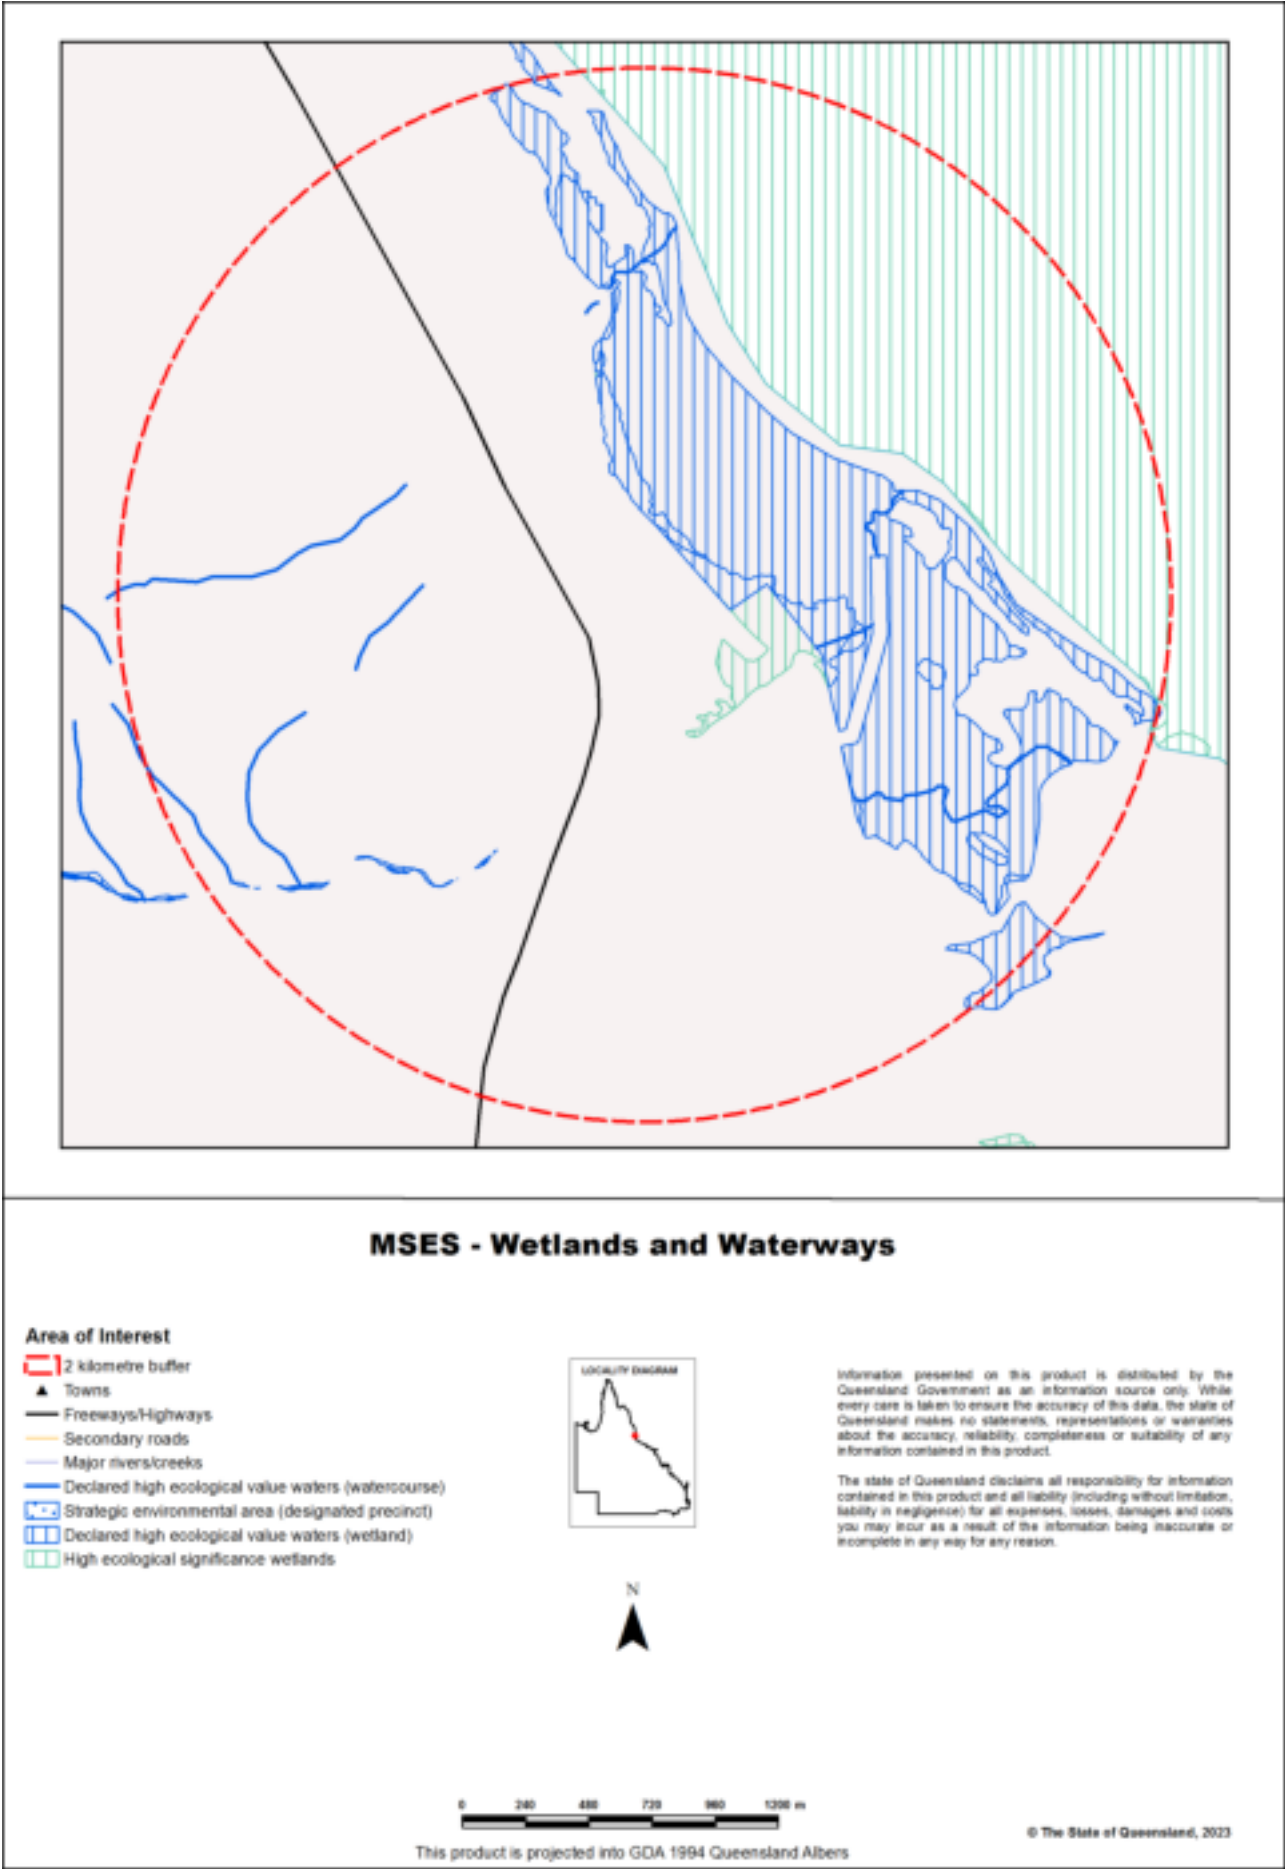 MSES - Wetlands and Waterways
Area of Interest
2 kilometre buffer
Towns
Freeways/Highways
Secondary roads
Major rivers/creeks
Declared high ecological value waters (watercourse)
Strategic environmental area (designated precinct)
Declared high ecological value waters (wetland)
High ecological significance wetlands
LOCALITY DIAGRAM
Information presented on this product is distributed by the
Queensland Government as an information source only. While
every care is taken to ensure the accuracy of this data, the state of
Queensland makes no statements, representations or warranties
about the accuracy, reliability, completeness or suitability of any
information contained in this product.
The state of Queensland disclaims all responsibility for information
contained in this product and all liability (including without limitation,
liability in negligence) for all expenses, losses, damages and costs
you may incur as a result of the information being inaccurate or
incomplete in any way for any reason.
N
0 240 480 720 960 1200 m
This product is projected into GDA 1994 Queensland Albers
© The State of Queensland, 2023